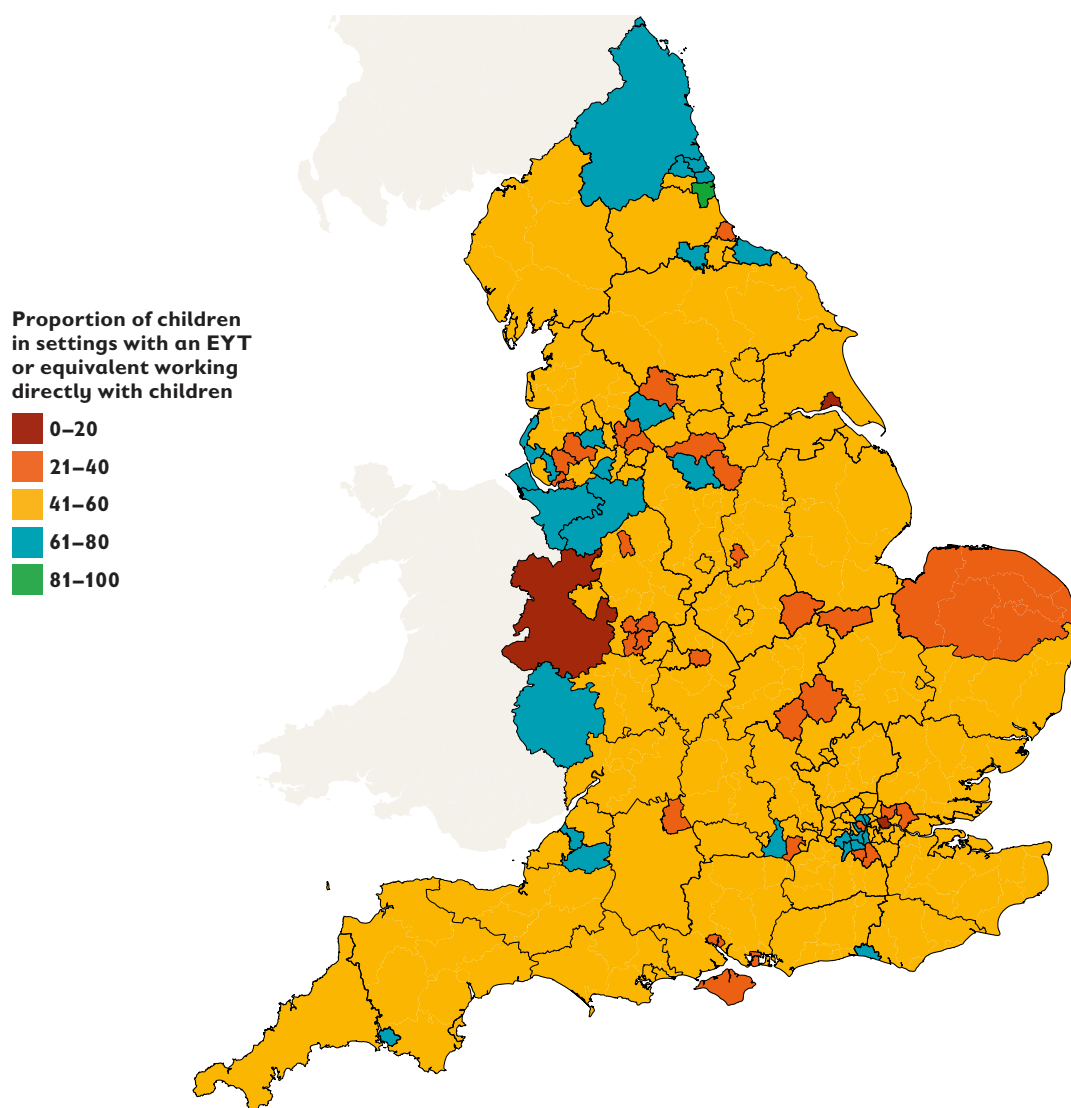 Proportion of children
in settings with an EYT
or equivalent working
directly with children
0–20
21–40
41–60
61–80
81–100